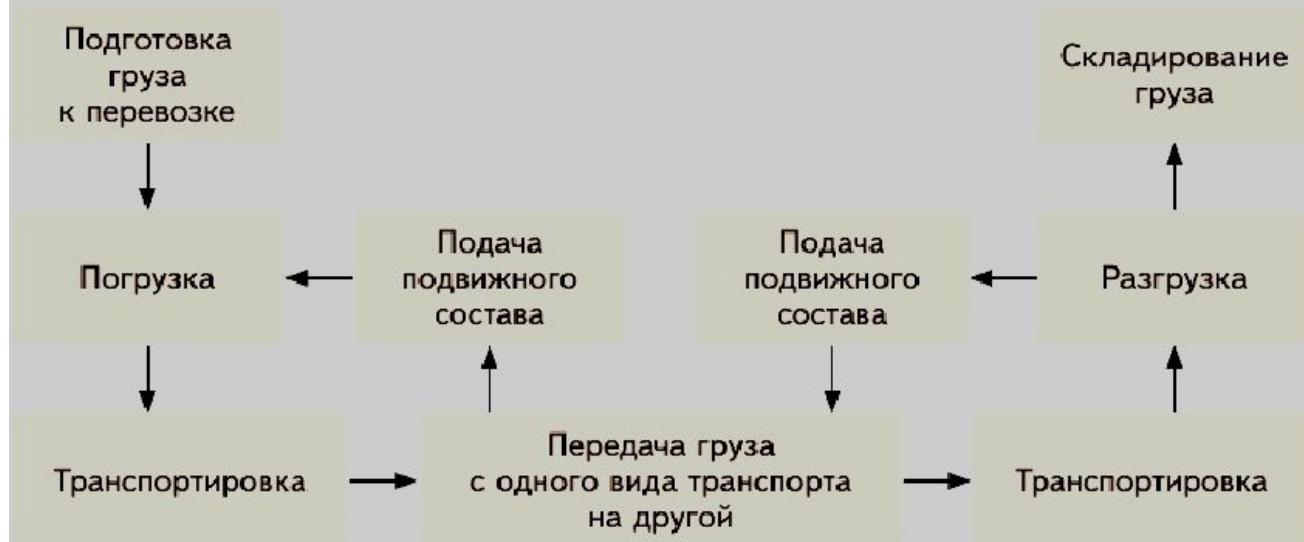 Подготовка
груза
к перевозке
Складирование
груза
Погрузка
Подача
подвижного
состава
Подача
подвижного
состава
Разгрузка
Транспортировка
Передача груза
с одного вида транспорта
на другой
Транспортировка